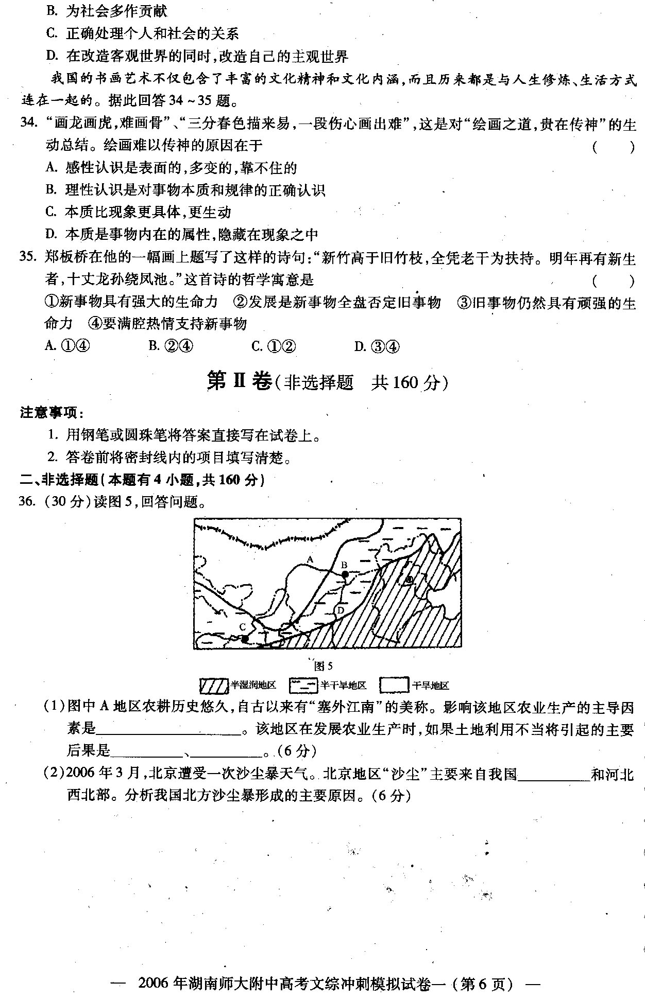 B. 为社会多作贡献
C. 正确处理个人和社会的关系
D. 在改造客观世界的同时,改造自己的主观世界
我国的书画艺术不仅包含了丰富的文化精神和文化内涵,而且历来都是与人生修炼、生活方式
连在一起的。据此回答 34 ~ 35 题。
34. “画龙画虎,难画骨”、“三分春色描来易,一段伤心画出难”,这是对“绘画之道,贵在传神”的生
动总结。绘画难以传神的原因在于 ( )
A. 感性认识是表面的,多变的,靠不住的
B. 理性认识是对事物本质和规律的正确认识
C. 本质比现象更具体,更生动
D. 本质是事物内在的属性,隐藏在现象之中
35. 郑板桥在他的一幅画上题写了这样的诗句:“新竹高于旧竹枝,全凭老干为扶持。明年再有新生
者,十丈龙孙绕凤池。”这首诗的哲学寓意是 ( )
①新事物具有强大的生命力 ②发展是新事物全盘否定旧事物 ③旧事物仍然具有顽强的生
命力 ④要满腔热情支持新事物
A. ①④ B. ②④ C. ①② D. ③④
第 Ⅱ 卷(非选择题 共 160 分)
注意事项:
1. 用钢笔或圆珠笔将答案直接写在试卷上。
2. 答卷前将密封线内的项目填写清楚。
二、非选择题(本题有 4 小题,共 160 分)
36. (30 分)读图 5,回答问题。
A
B
D
C
图 5
半湿润地区 半干旱地区 干旱地区
(1)图中 A 地区农耕历史悠久,自古以来有“塞外江南”的美称。影响该地区农业生产的主导因
素是____________________。该地区在发展农业生产时,如果土地利用不当将引起的主要
后果是__________、__________。(6 分)
(2)2006 年 3 月,北京遭受一次沙尘暴天气。北京地区“沙尘”主要来自我国__________和河北
西北部。分析我国北方沙尘暴形成的主要原因。(6 分)
— 2006 年湖南师大附中高考文综冲刺模拟试卷一 (第 6 页) —